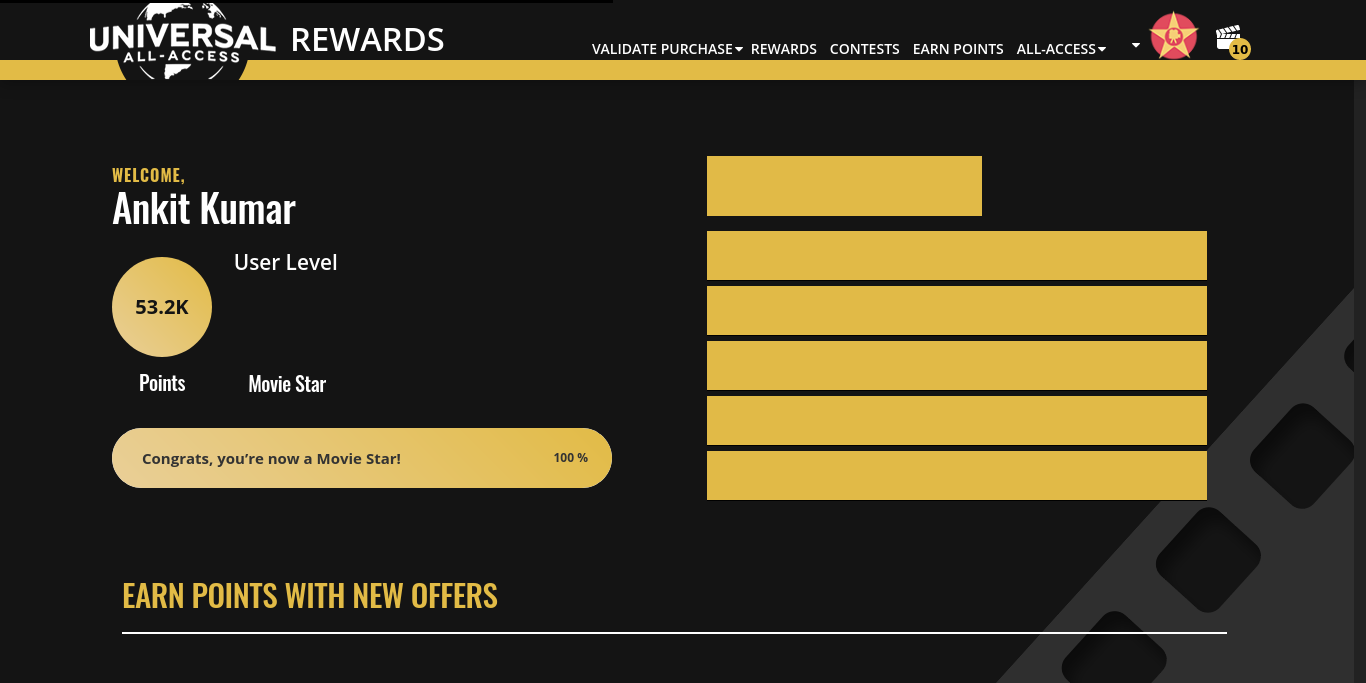 UNIVERSAL
ALL-ACCESS
REWARDS
VALIDATE PURCHASE REWARDS CONTESTS EARN POINTS ALL-ACCESS
10
WELCOME,
Ankit Kumar
User Level
53.2K
Points Movie Star
Congrats, you’re now a Movie Star! 100 %
EARN POINTS WITH NEW OFFERS